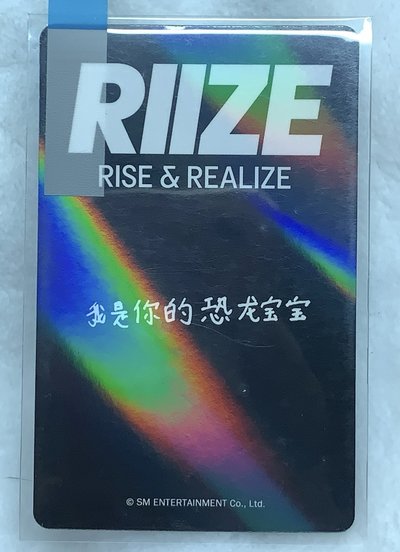 RIIZE
RISE & REALIZE
我是你的恐龙宝宝
© SM ENTERTAINMENT Co., Ltd.